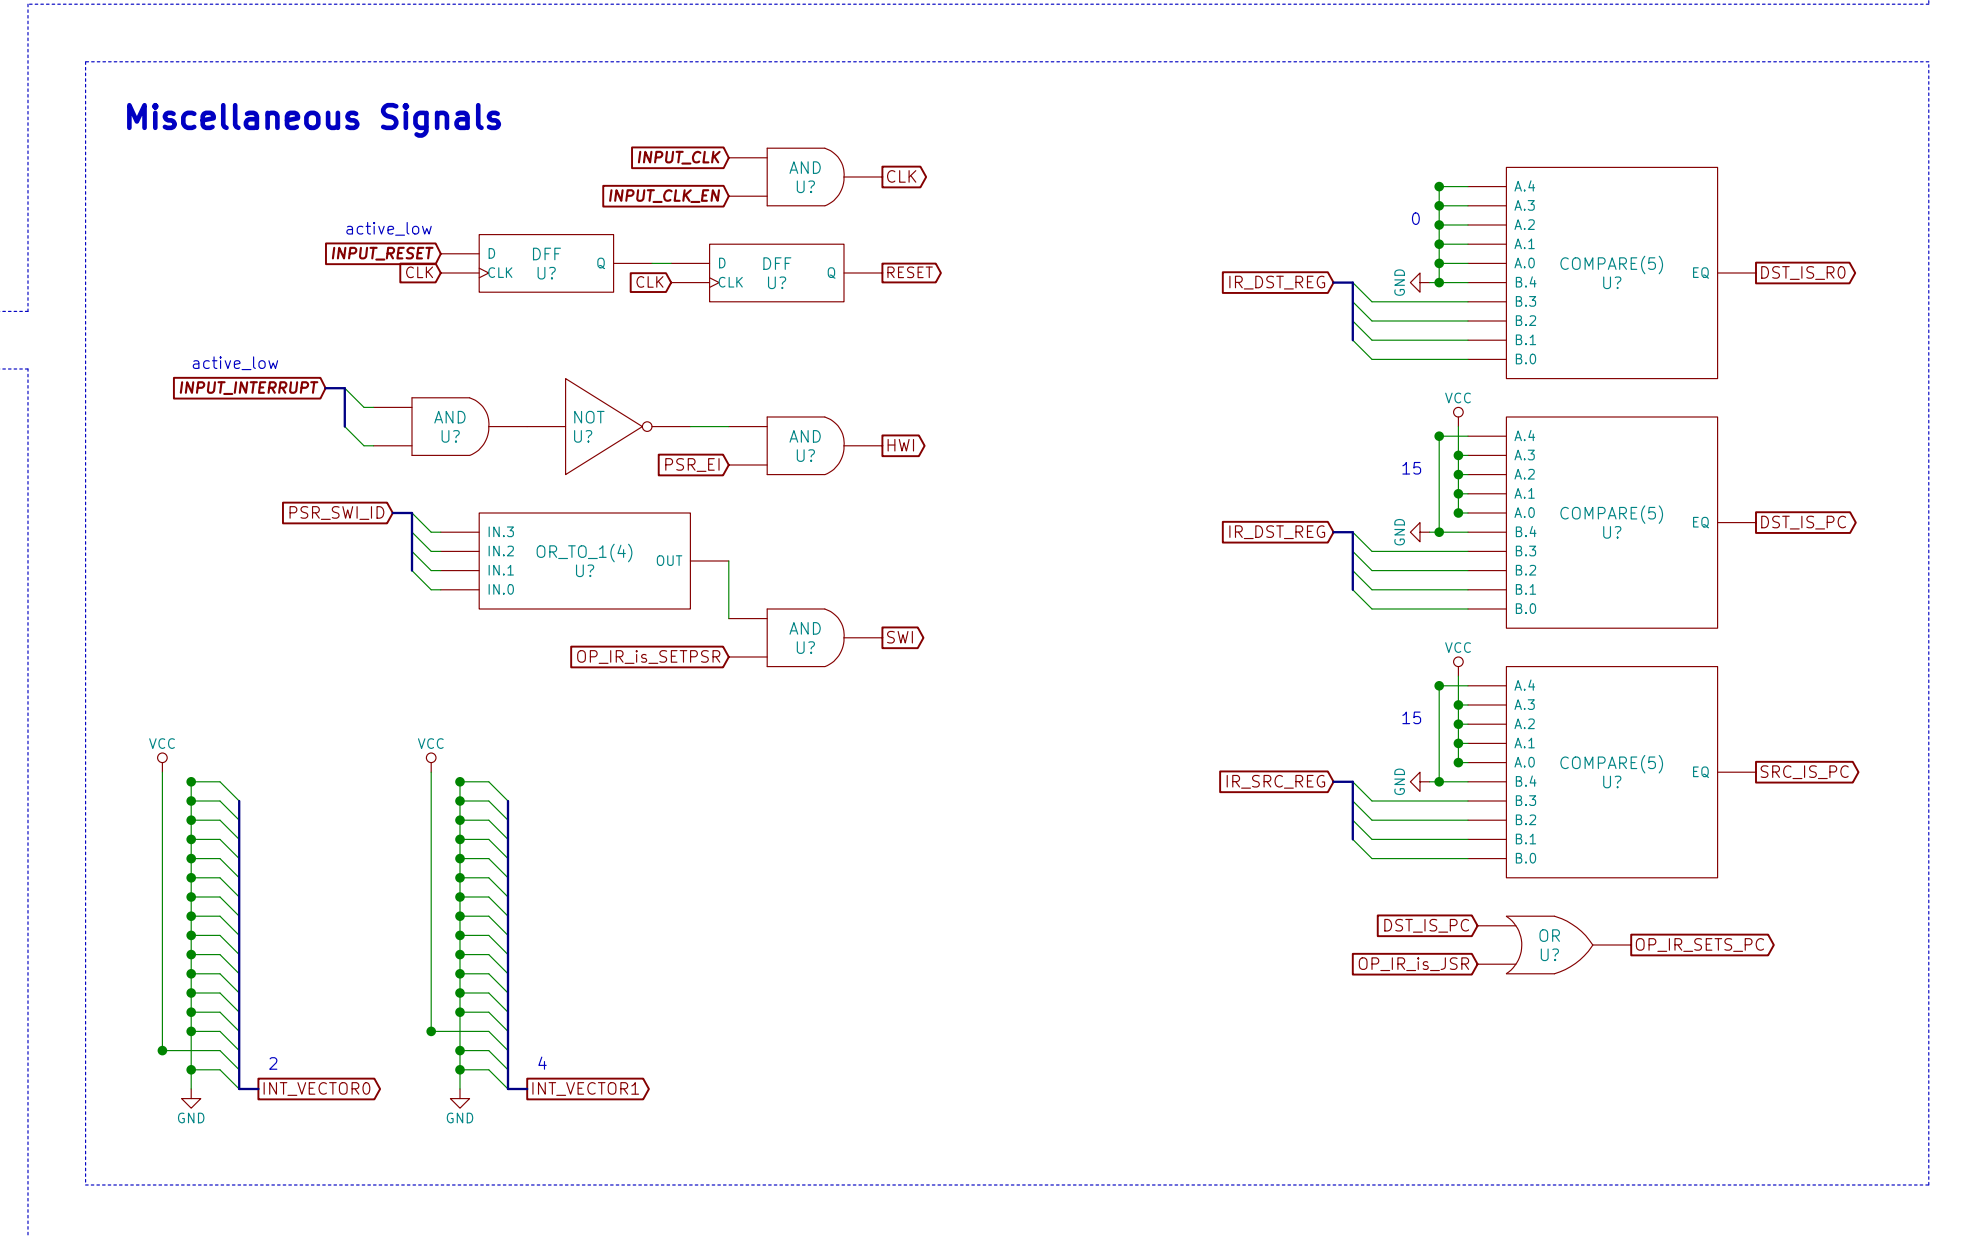 Miscellaneous Signals
INPUT_CLK
INPUT_CLK_EN
AND
U?
CLK
active_low
INPUT_RESET
CLK
D
CLK
DFF
U?
Q
CLK
D
CLK
DFF
U?
Q
RESET
active_low
INPUT_INTERRUPT
AND
U?
NOT
U?
PSR_EI
AND
U?
HWI
PSR_SWI_ID
IN.3
IN.2
IN.1
IN.0
OR_TO_1(4)
U?
OUT
OP_IR_is_SETPSR
AND
U?
SWI
VCC
2
INT_VECTOR0
GND
VCC
4
INT_VECTOR1
GND
0
GND
IR_DST_REG
A.4
A.3
A.2
A.1
A.0
B.4
B.3
B.2
B.1
B.0
COMPARE(5)
U?
EQ
DST_IS_R0
VCC
15
GND
IR_DST_REG
A.4
A.3
A.2
A.1
A.0
B.4
B.3
B.2
B.1
B.0
COMPARE(5)
U?
EQ
DST_IS_PC
VCC
15
GND
IR_SRC_REG
A.4
A.3
A.2
A.1
A.0
B.4
B.3
B.2
B.1
B.0
COMPARE(5)
U?
EQ
SRC_IS_PC
DST_IS_PC
OP_IR_is_JSR
OR
U?
OP_IR_SETS_PC